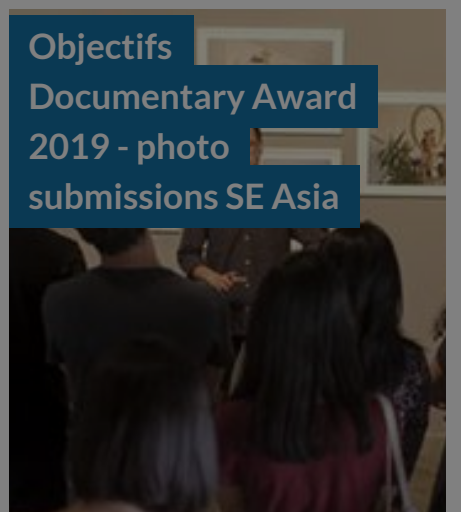 Objectifs
Documentary Award
2019 - photo
submissions SE Asia